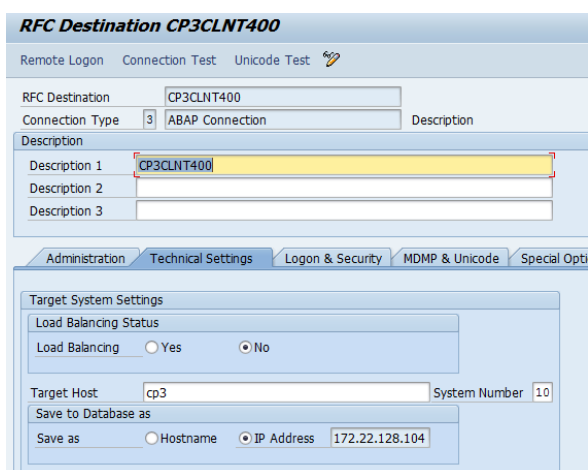 RFC Destination CP3CLNT400
Remote Logon Connection Test Unicode Test
RFC Destination CP3CLNT400
Connection Type 3 ABAP Connection Description
Description
Description 1 CP3CLNT400
Description 2
Description 3
Administration Technical Settings Logon & Security MDMP & Unicode Special Opti
Target System Settings
Load Balancing Status
Load Balancing Yes No
Target Host cp3 System Number 10
Save to Database as
Save as Hostname IP Address 172.22.128.104